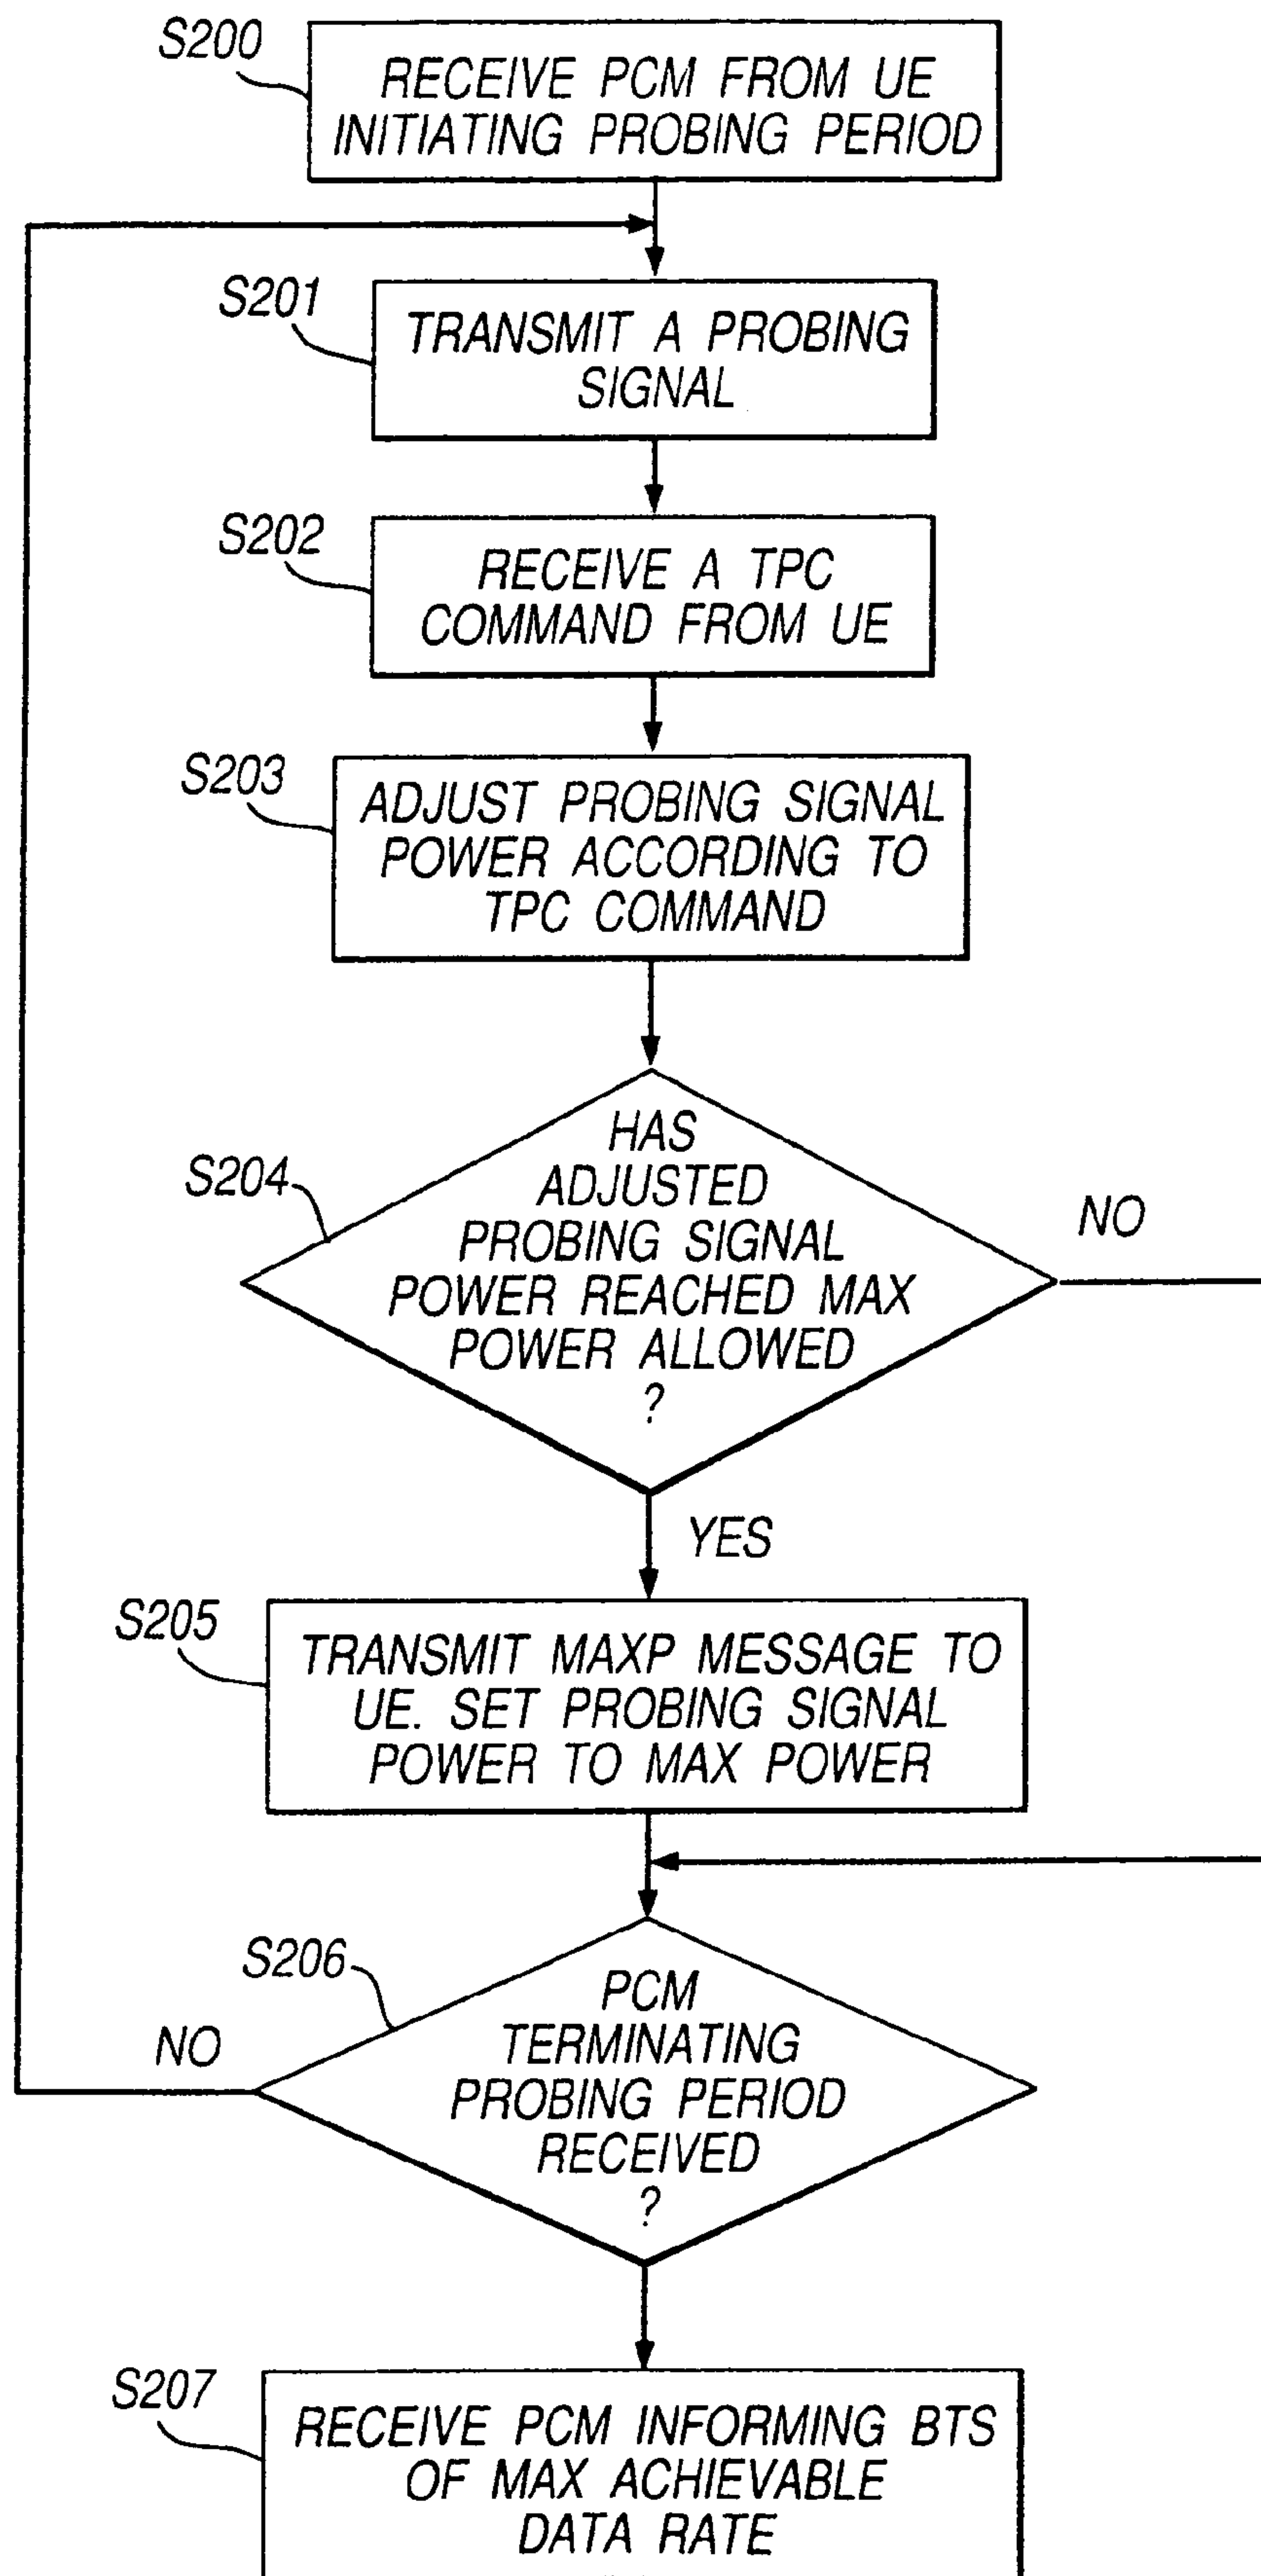 S200
RECEIVE PCM FROM UE
INITIATING PROBING PERIOD
S201
TRANSMIT A PROBING
SIGNAL
S202
RECEIVE A TPC
COMMAND FROM UE
S203
ADJUST PROBING SIGNAL
POWER ACCORDING TO
TPC COMMAND
S204
HAS
ADJUSTED
PROBING SIGNAL
POWER REACHED MAX
POWER ALLOWED
?
NO
YES
S205
TRANSMIT MAXP MESSAGE TO
UE. SET PROBING SIGNAL
POWER TO MAX POWER
S206
NO
PCM
TERMINATING
PROBING PERIOD
RECEIVED
?
S207
RECEIVE PCM INFORMING BTS
OF MAX ACHIEVABLE
DATA RATE